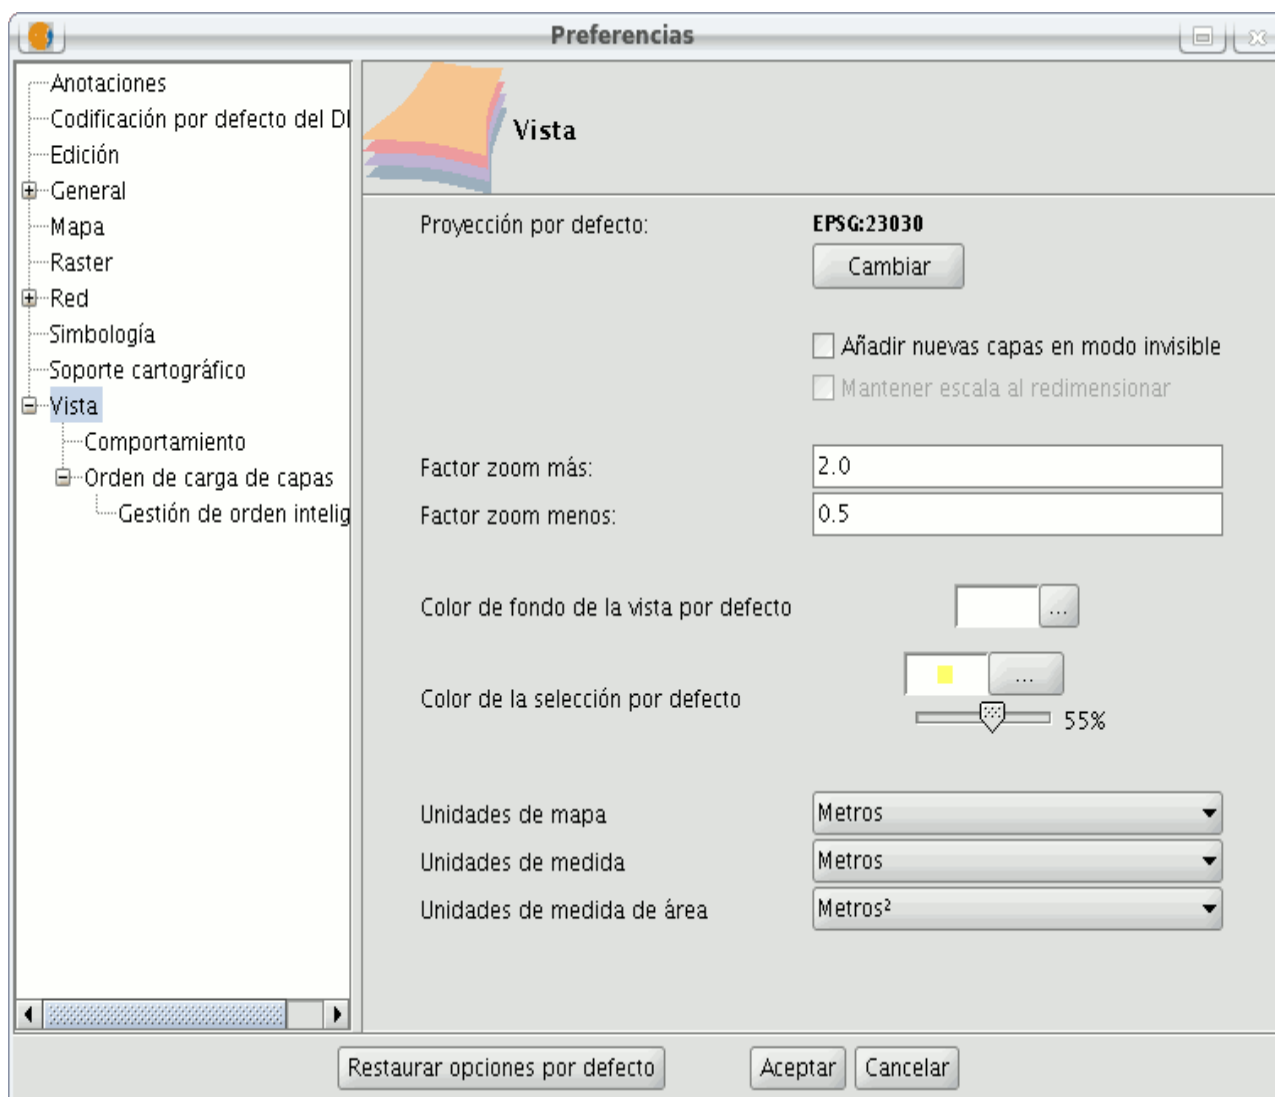 Preferencias
Anotaciones
Codificación por defecto del D
Edición
General
Mapa
Raster
Red
Simbología
Soporte cartográfico
Vista
Comportamiento
Orden de carga de capas
Gestión de orden intelig
Vista
Proyección por defecto: EPSG:23030
Cambiar
Añadir nuevas capas en modo invisible
Mantener escala al redimensionar
Factor zoom más: 2.0
Factor zoom menos: 0.5
Color de fondo de la vista por defecto ...
Color de la selección por defecto ...
55%
Unidades de mapa Metros
Unidades de medida Metros
Unidades de medida de área Metros²
Restaurar opciones por defecto Aceptar Cancelar